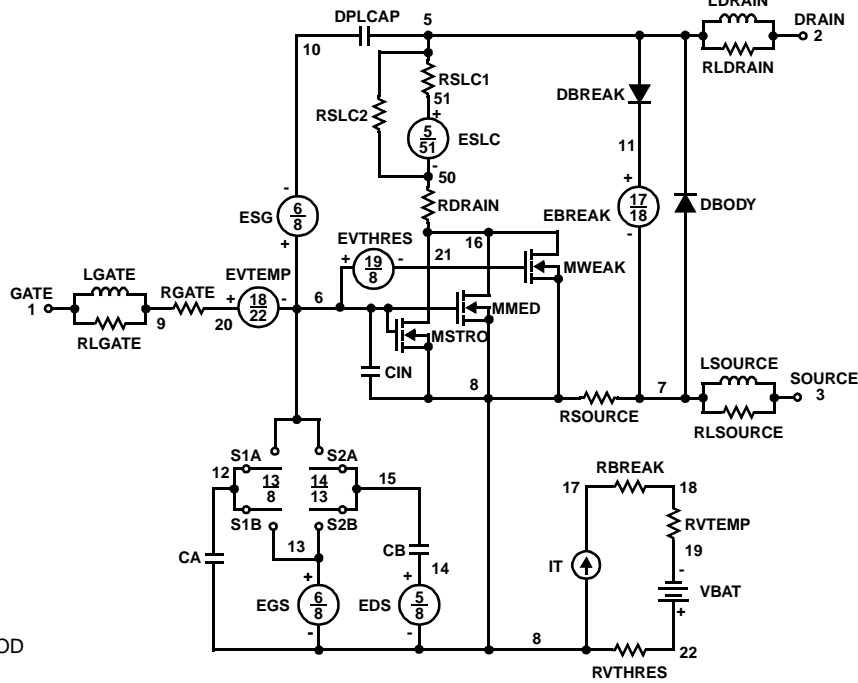 LDRAIN
DPLCAP 5 DRAIN
10 2
RSLC1 RLDRAIN
51 DBREAK
RSLC2 +
5
51 ESLC
11
- -
50 + 
ESG 6
8 RDRAIN EBREAK 17
18 DBODY
+ EVTHRES 16 -
+ 19
8 - 21 MWEAK
LGATE EVTEMP
GATE RGATE + 18
22 - 6 MMED
1 9 20 MSTRO
RLGATE LSOURCE
CIN 8 7 SOURCE
RSOURCE 3
RLSOURCE
S1A S2A
12 13
8 14
13 15 RBREAK
17 18
S1B S2B RVTEMP
13 CB 19
CA 14 IT -
+ + VBAT
EGS 6
8 EDS 5
8 +
- - 8 22
RVTHRES
OD